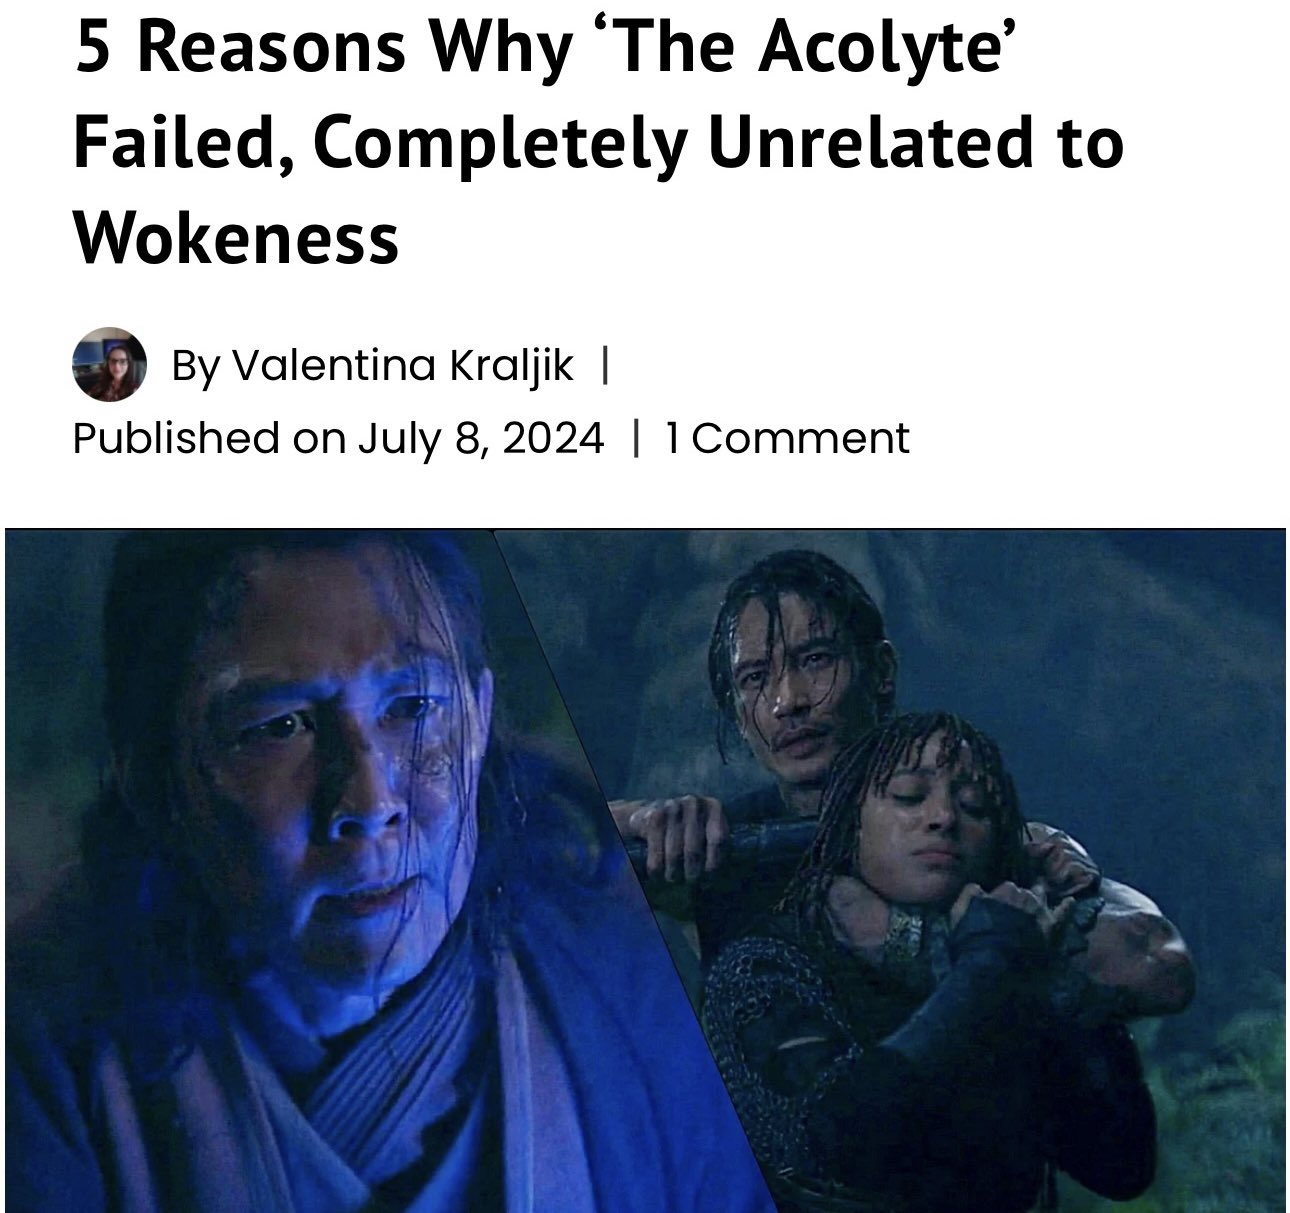 5 Reasons Why ‘The Acolyte’
Failed, Completely Unrelated to
Wokeness
By Valentina Kraljik |
Published on July 8, 2024 | 1 Comment